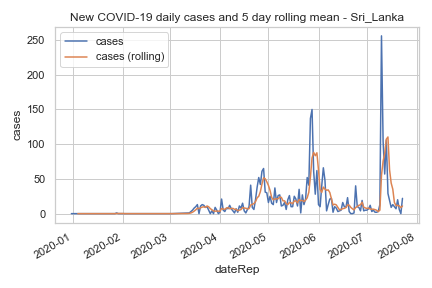 New COVID-19 daily cases and 5 day rolling mean - Sri_Lanka
cases
cases (rolling)
250
200
150
100
50
0
cases
2020-01
2020-02
2020-03
2020-04
2020-05
2020-06
2020-07
2020-08
dateRep